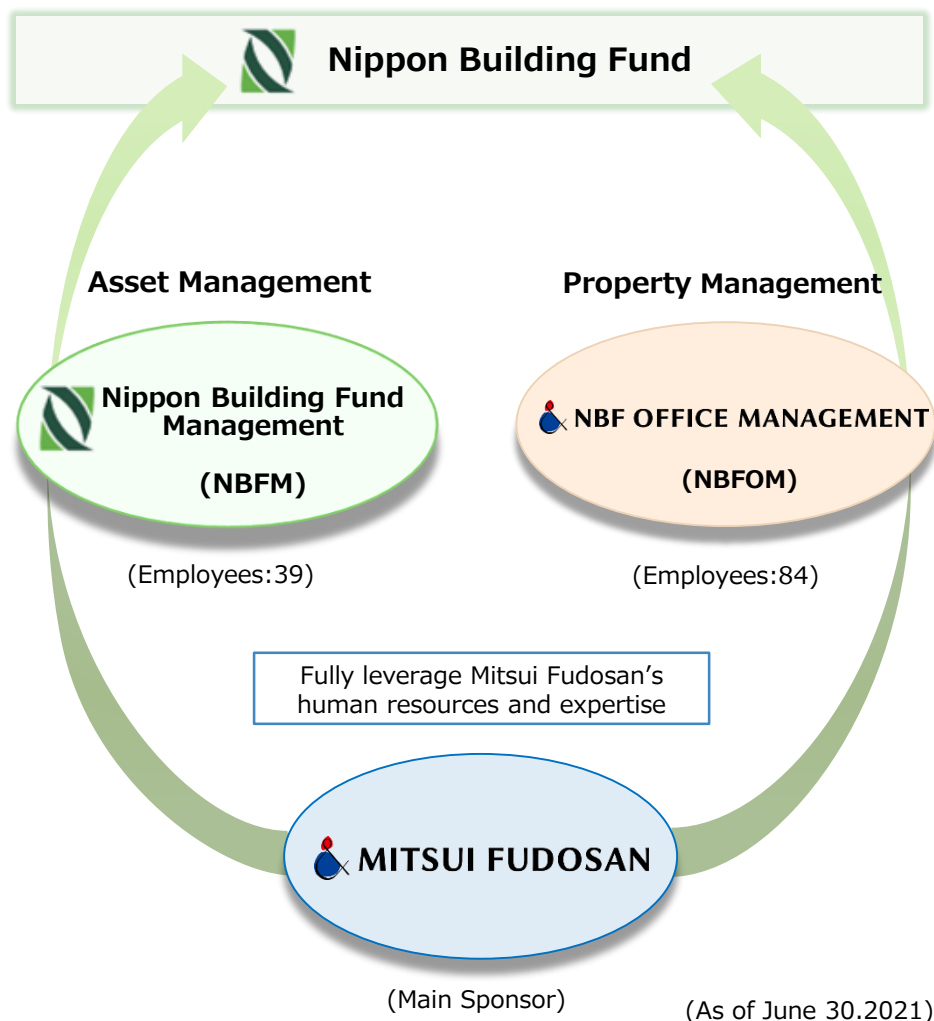 Nippon Building Fund
Asset Management
Property Management
Nippon Building Fund
Management
(NBFM)
NBF OFFICE MANAGEMENT
(NBFOM)
(Employees:39)
(Employees:84)
Fully leverage Mitsui Fudosan’s
human resources and expertise
MITSUI FUDOSAN
(Main Sponsor)
(As of June 30.2021)